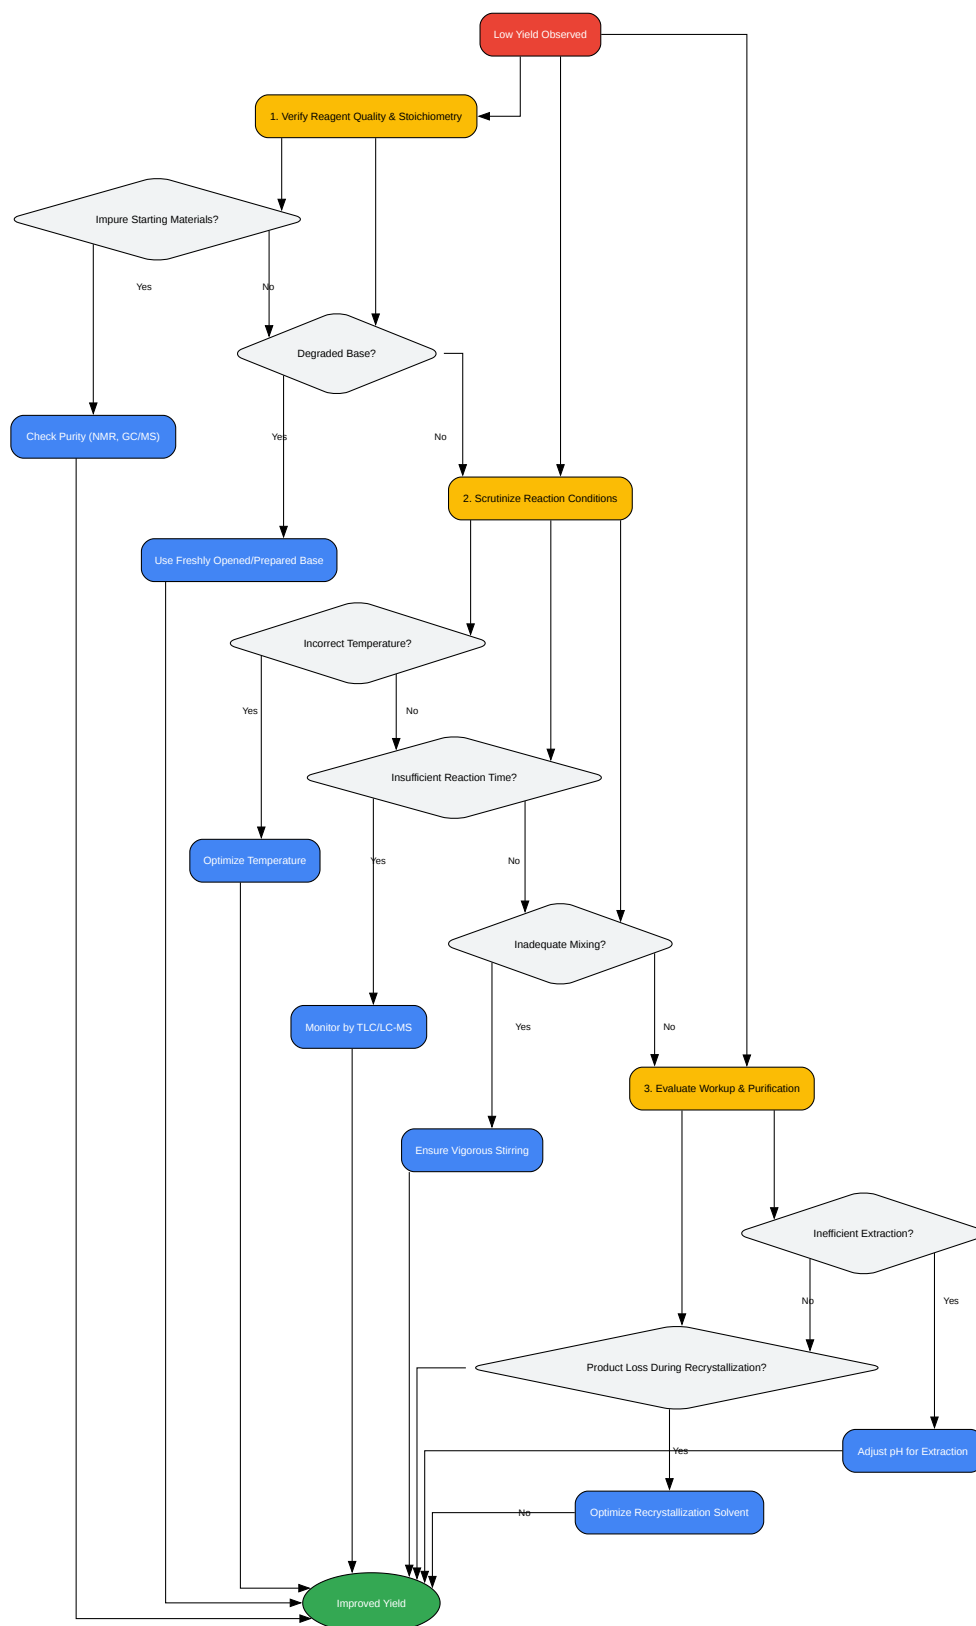 Low Yield Observed
1. Verify Reagent Quality & Stoichiometry
Impure Starting Materials?
Yes
No
Degraded Base?
Check Purity (NMR, GC/MS)
Yes
No
2. Scrutinize Reaction Conditions
Use Freshly Opened/Prepared Base
Incorrect Temperature?
Yes
No
Insufficient Reaction Time?
Optimize Temperature
Yes
No
Inadequate Mixing?
Monitor by TLC/LC-MS
Yes
No
3. Evaluate Workup & Purification
Ensure Vigorous Stirring
Inefficient Extraction?
No
Yes
Product Loss During Recrystallization?
Yes
Adjust pH for Extraction
No
Optimize Recrystallization Solvent
Improved Yield